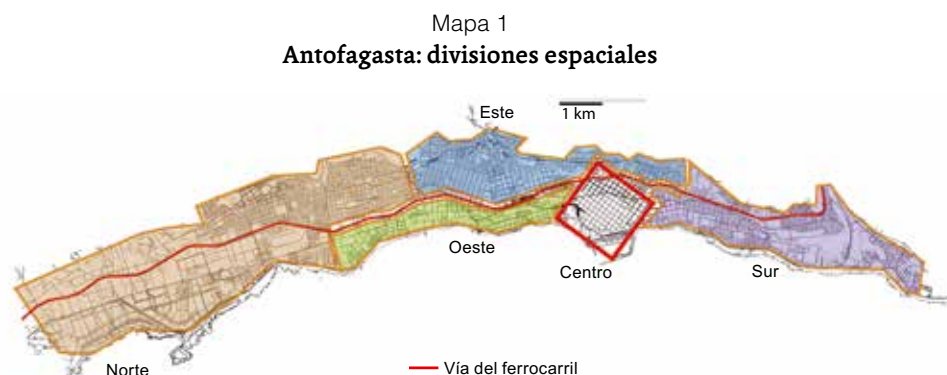 Mapa 1
Antofagasta: divisiones espaciales
Este
1 km
Oeste
Centro
Sur
Norte
Vía del ferrocarril